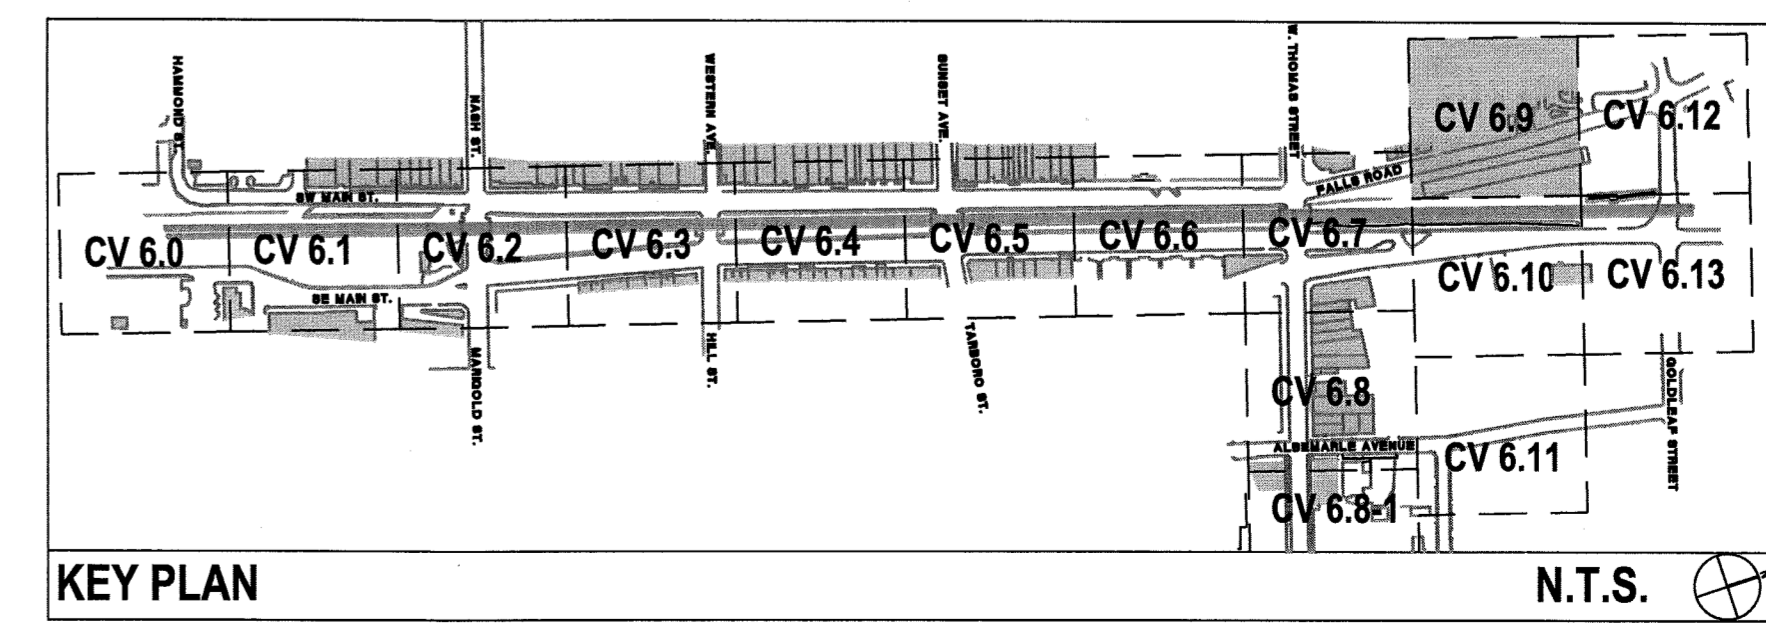 HAMMOND ST.
NASH ST.
WESTERN AVE.
SUNSET AVE.
W. THOMAS STREET
CV 6.9
CV 6.12
FALLS ROAD
SW MAIN ST.
CV 6.0
CV 6.1
CV 6.2
CV 6.3
CV 6.4
CV 6.5
CV 6.6
CV 6.7
CV 6.10
CV 6.13
SE MAIN ST.
MARIGOLD ST.
HILL ST.
TARBORO ST.
CV 6.8
GOLDLEAF STREET
ALBEMARLE AVENUE
CV 6.11
CV 6.8-1
KEY PLAN
N.T.S.